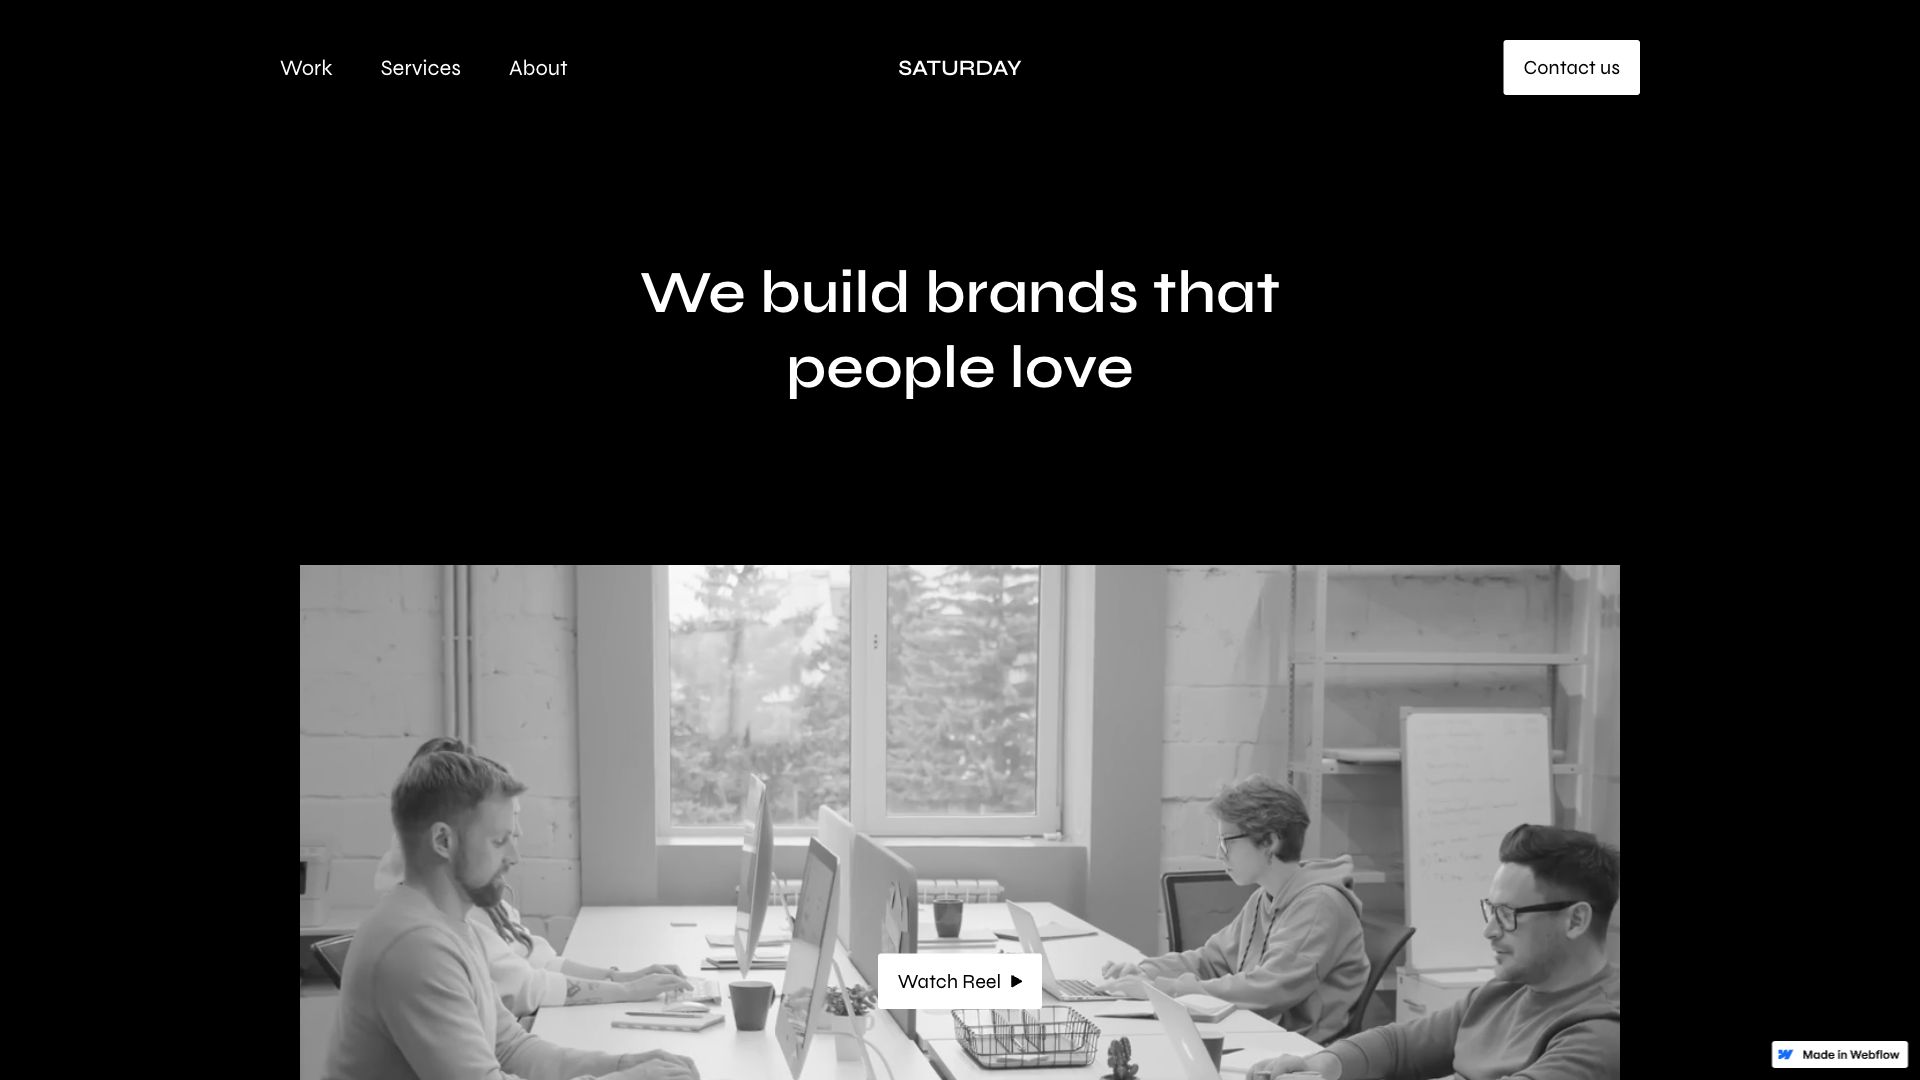 Work
Services
About
SATURDAY
Contact us
We build brands that
people love
Watch Reel
Made in Webflow